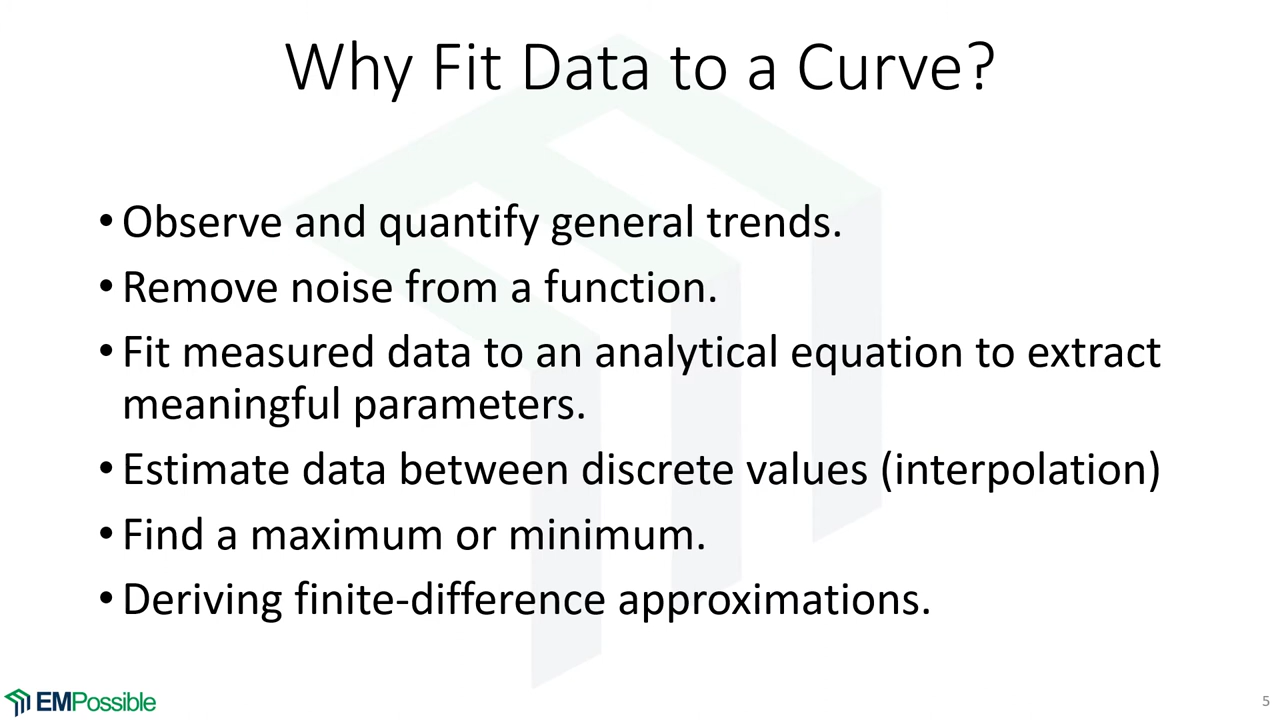 Why Fit Data to a Curve?
• Observe and quantify general trends.
• Remove noise from a function.
• Fit measured data to an analytical equation to extract
meaningful parameters.
• Estimate data between discrete values (interpolation)
• Find a maximum or minimum.
• Deriving finite-difference approximations.
EMPossible
5